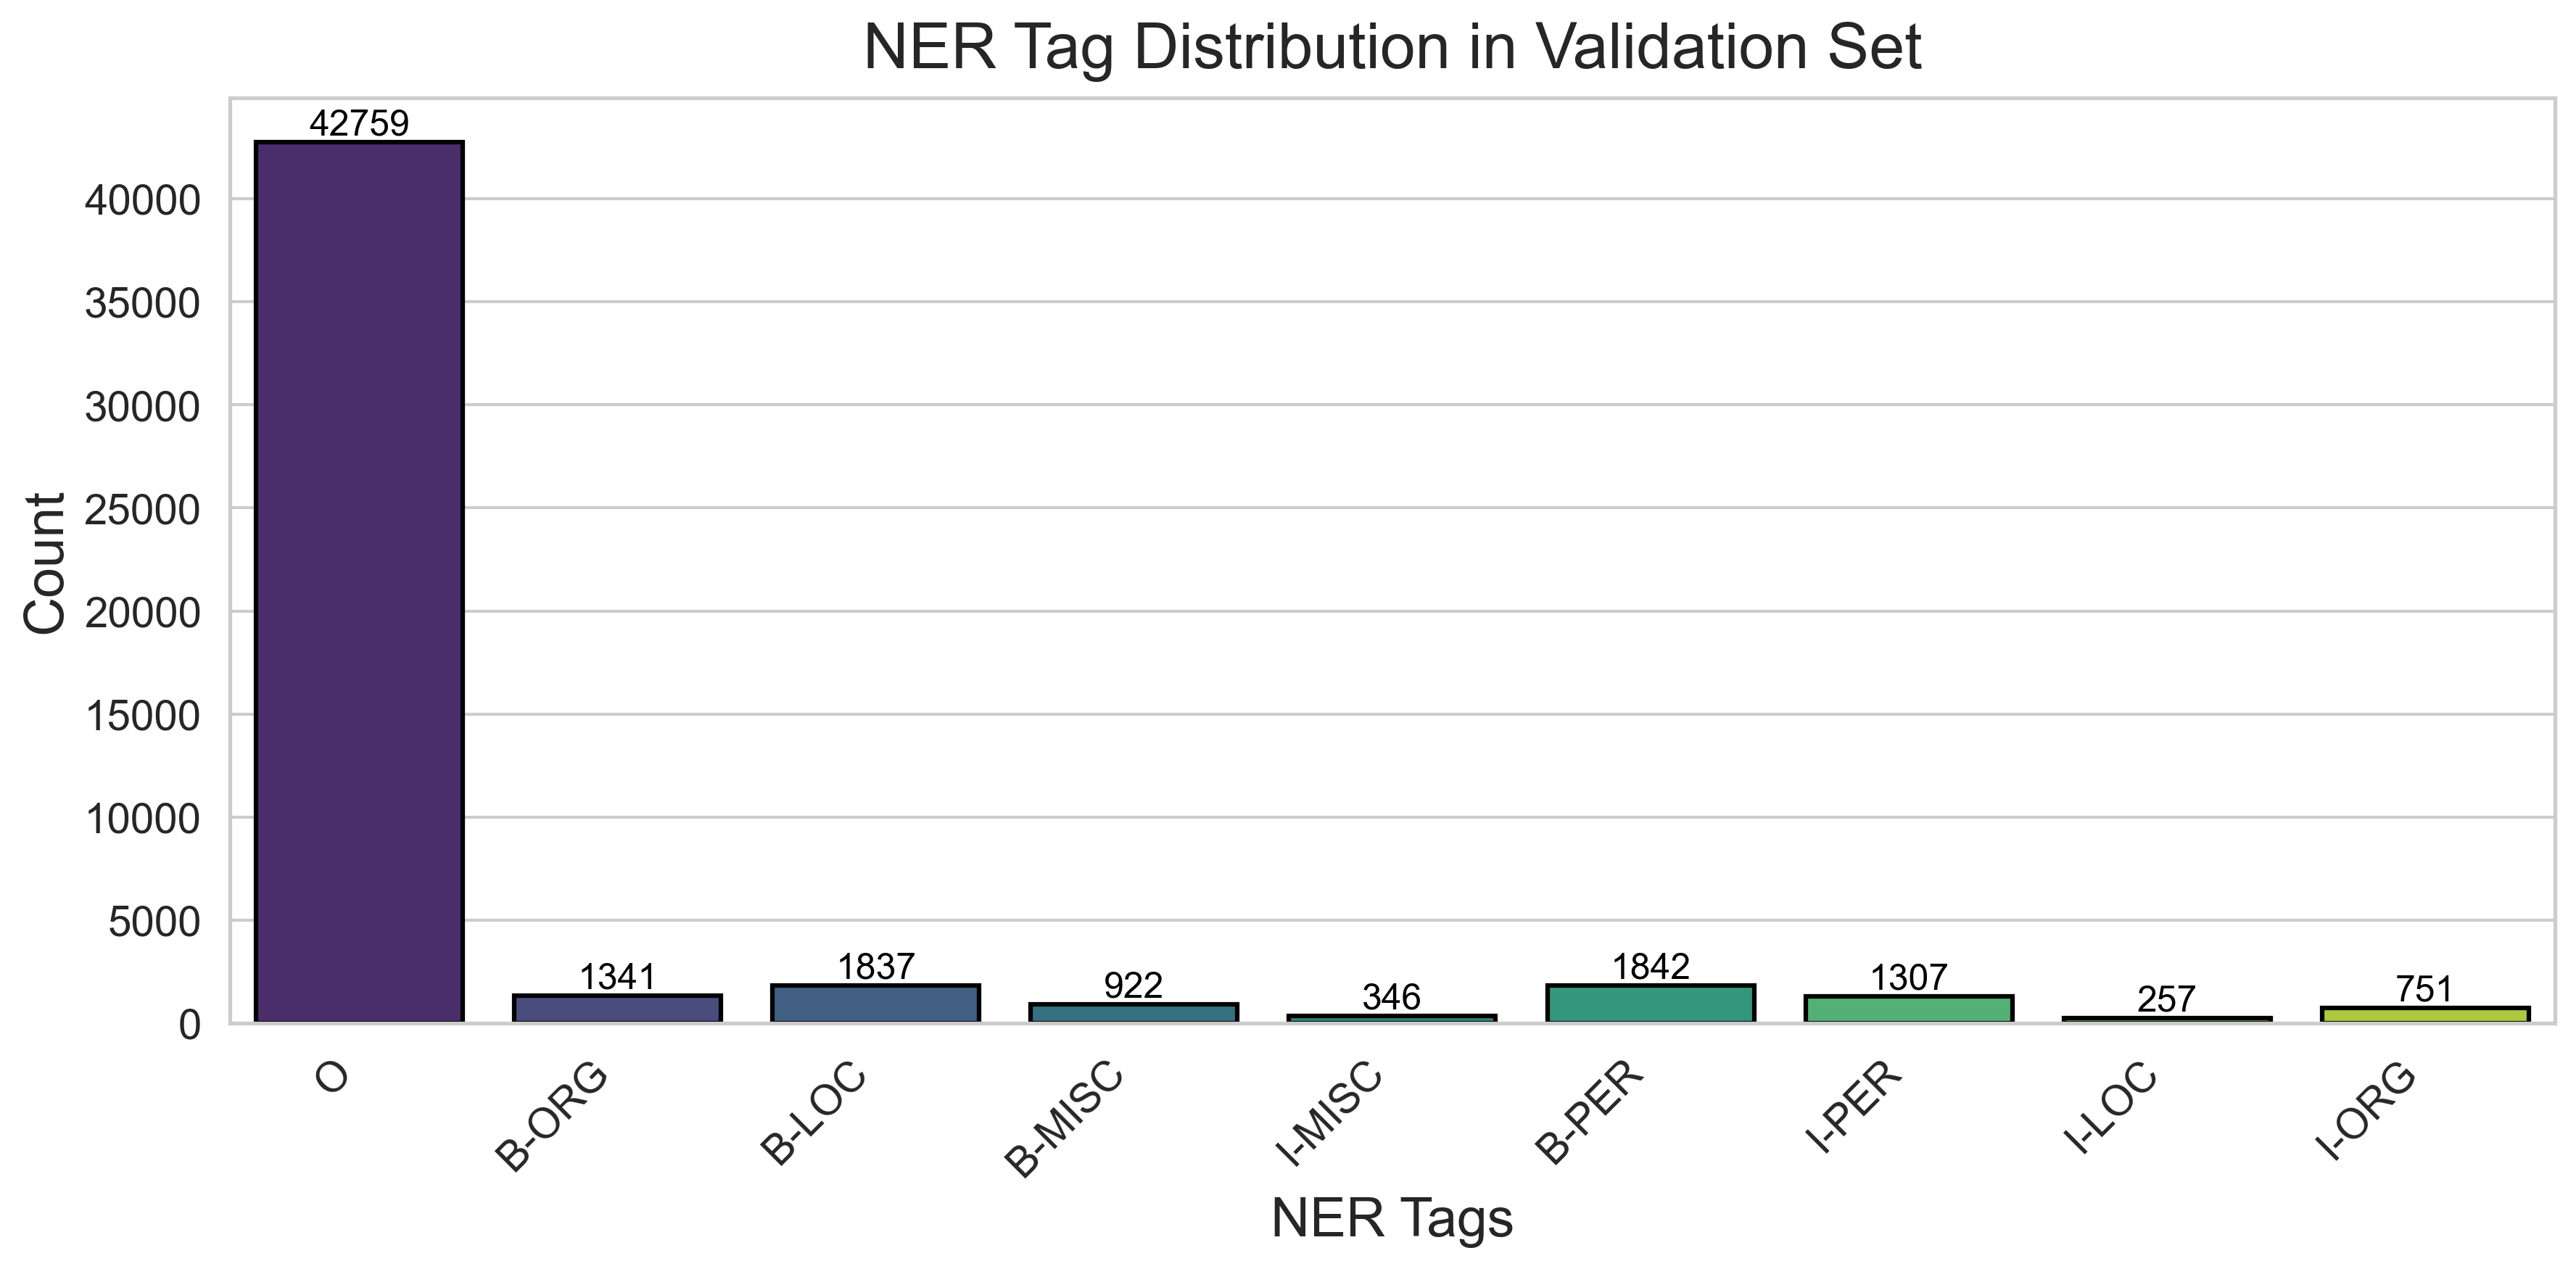 NER Tag Distribution in Validation Set
42759
40000
35000
30000
25000
20000
15000
10000
5000
0
Count
1341
1837
922
346
1842
1307
257
751
O
B-ORG
B-LOC
B-MISC
I-MISC
B-PER
I-PER
I-LOC
I-ORG
NER Tags